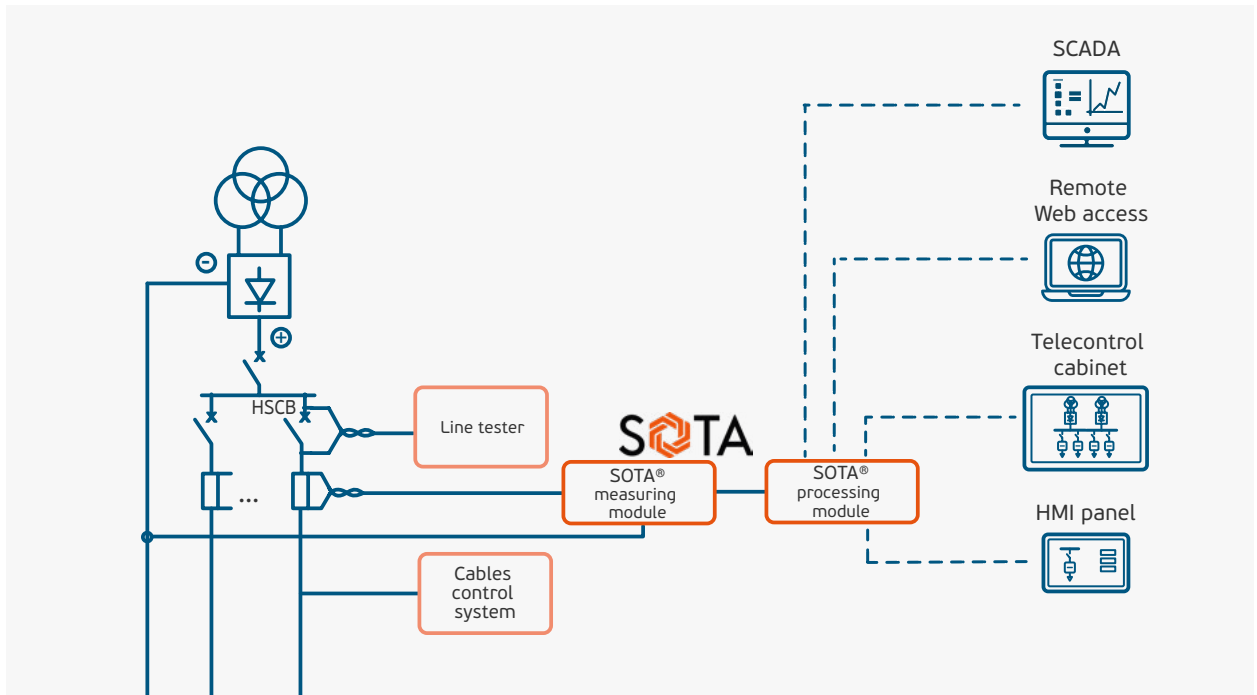 SCADA
Remote
Web access
Telecontrol
cabinet
HMI panel
-
+
HSCB
...
Line tester
SOTA
SOTA®
measuring
module
SOTA®
processing
module
Cables
control
system